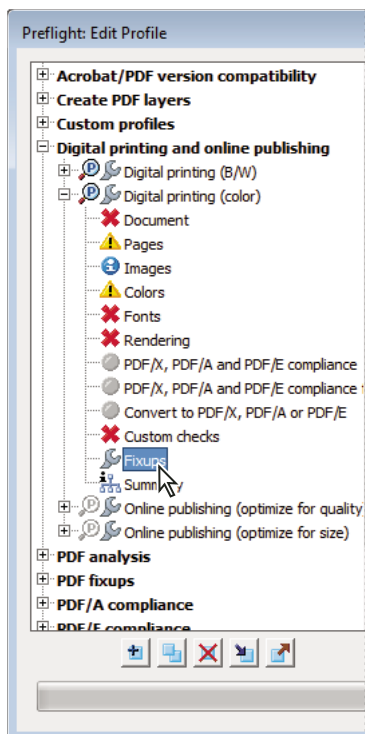 Preflight: Edit Profile
Acrobat/PDF version compatibility
Create PDF layers
Custom profiles
Digital printing and online publishing
Digital printing (B/W)
Digital printing (color)
Document
Pages
Images
Colors
Fonts
Rendering
PDF/X, PDF/A and PDF/E compliance
PDF/X, PDF/A and PDF/E compliance
Convert to PDF/X, PDF/A or PDF/E
Custom checks
Fixups
Summary
Online publishing (optimize for quality
Online publishing (optimize for size)
PDF analysis
PDF fixups
PDF/A compliance
PDF/E compliance